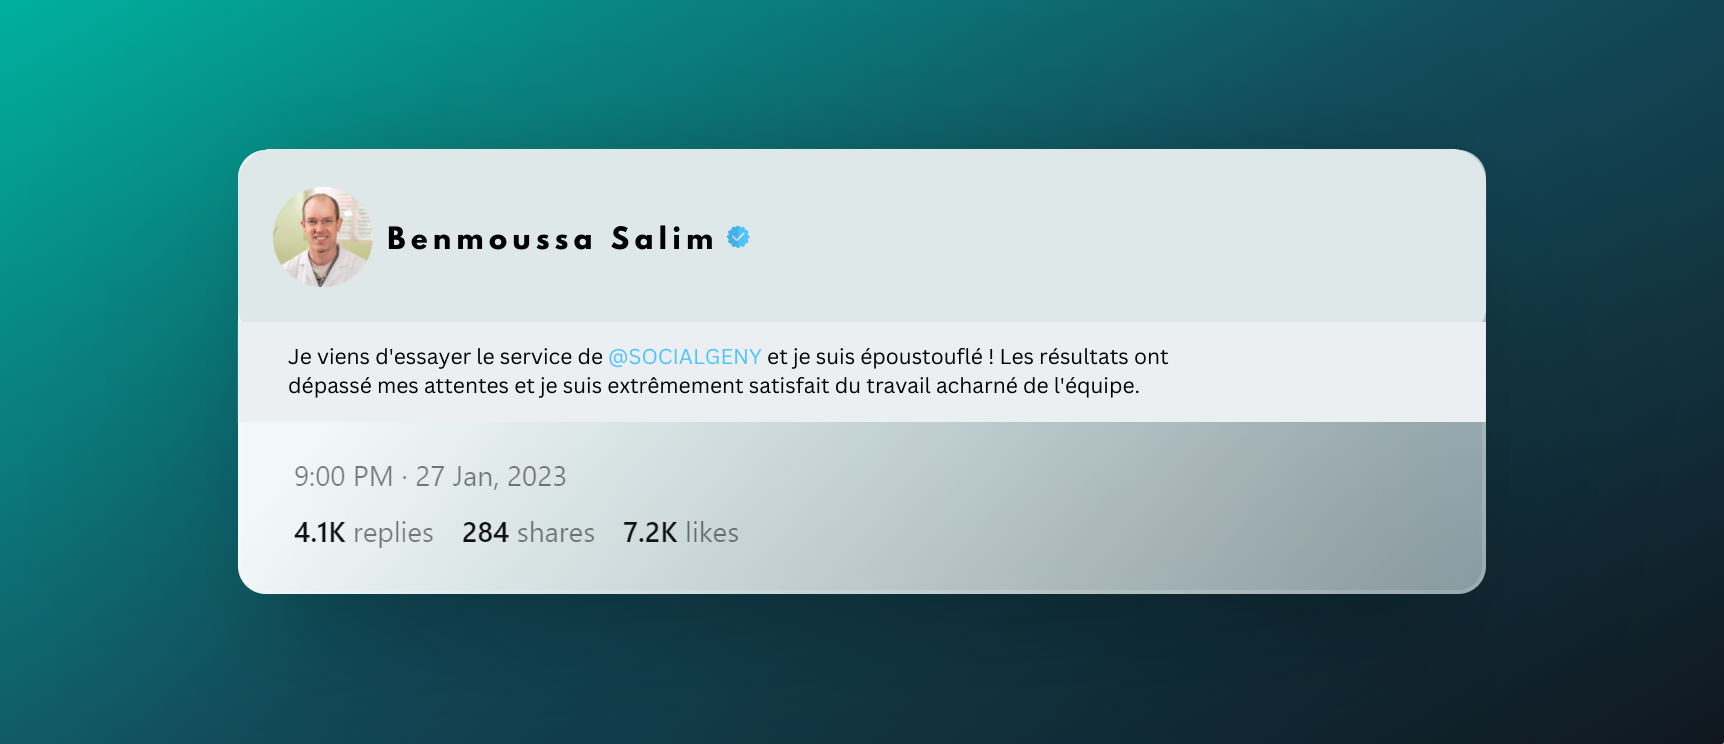 Benmoussa Salim
Je viens d'essayer le service de @SOCIALGENY et je suis époustouflé ! Les résultats ont
dépassé mes attentes et je suis extrêmement satisfait du travail acharné de l'équipe.
9:00 PM · 27 Jan, 2023
4.1K replies 284 shares 7.2K likes